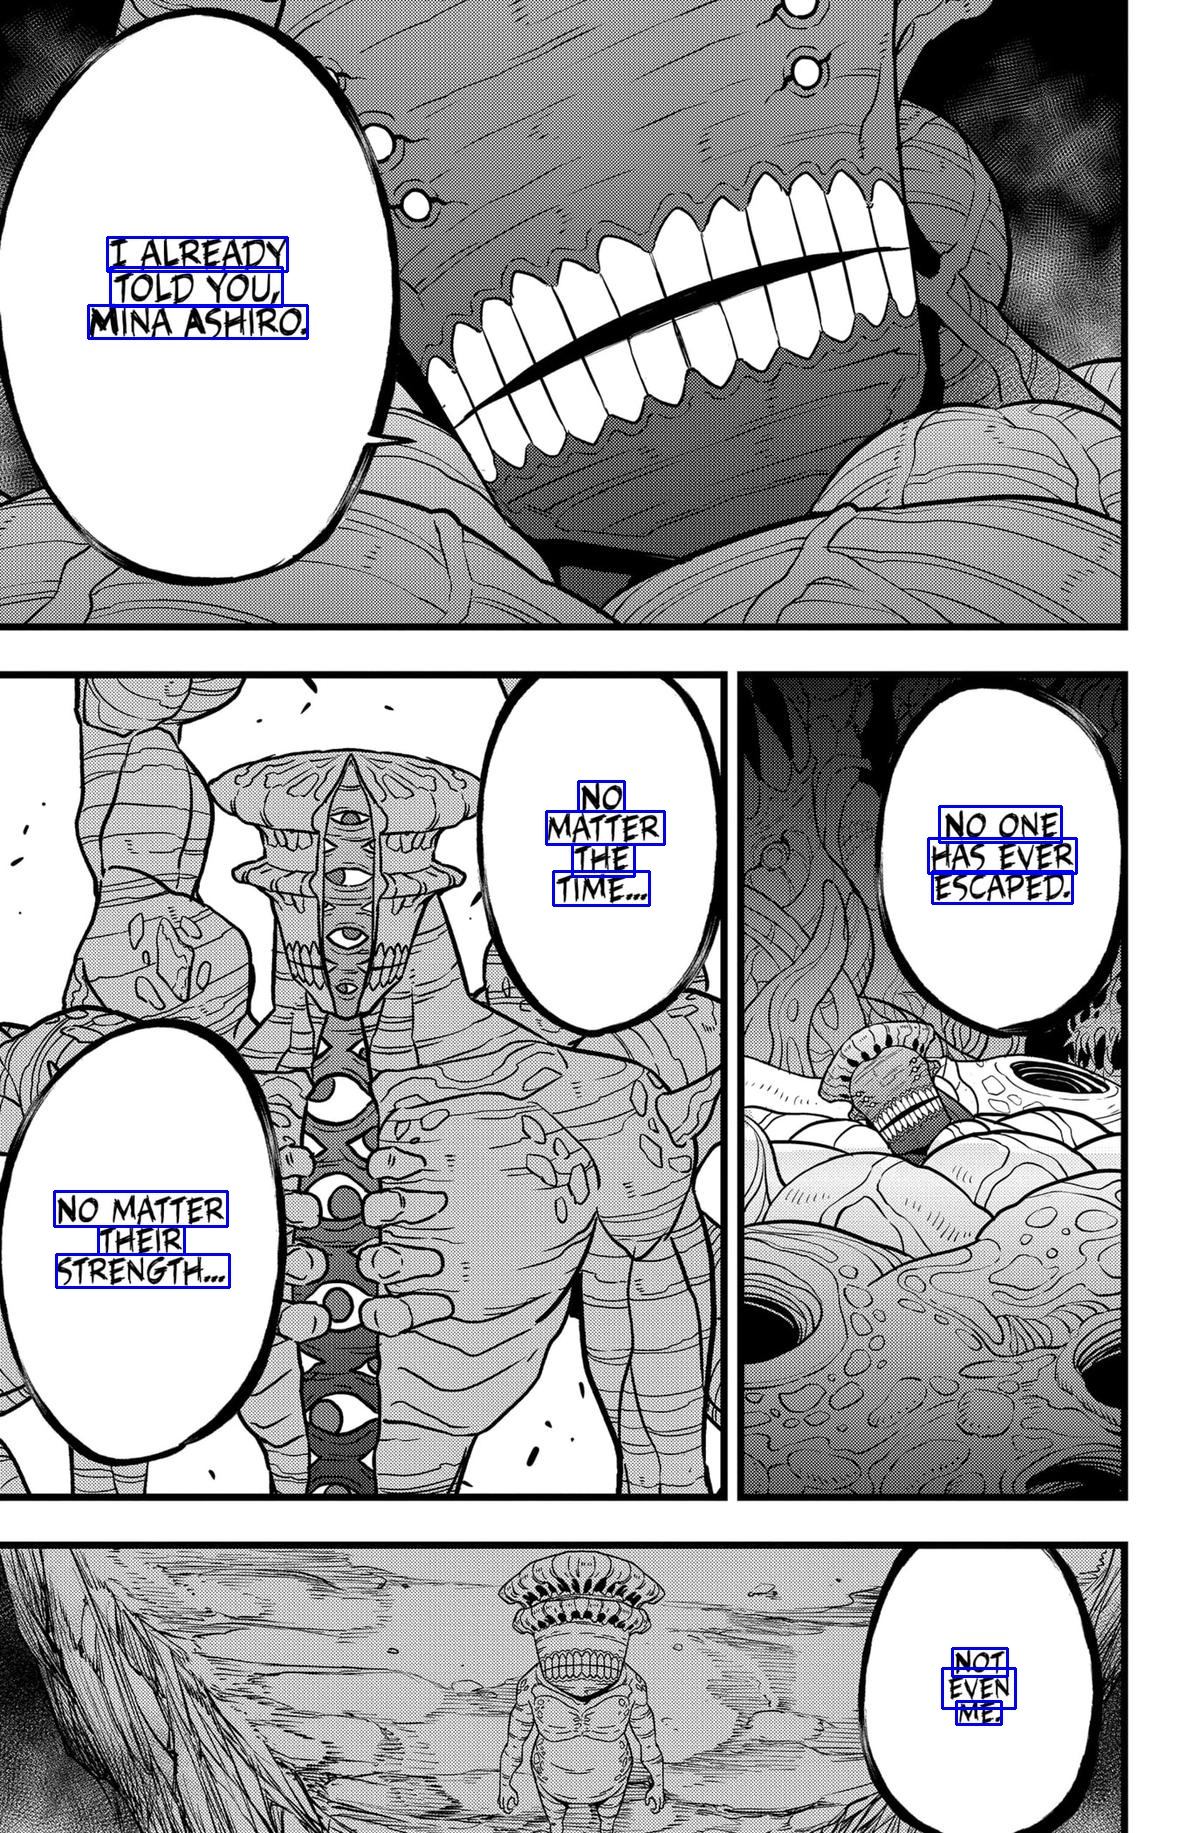 I ALREADY
TOLD YOU,
MINA ASHIRO.
NO ONE
HAS EVER
ESCAPED.
NO
MATTER
THE
TIME...
NO MATTER
THEIR
STRENGTH...
NOT
EVEN
ME.